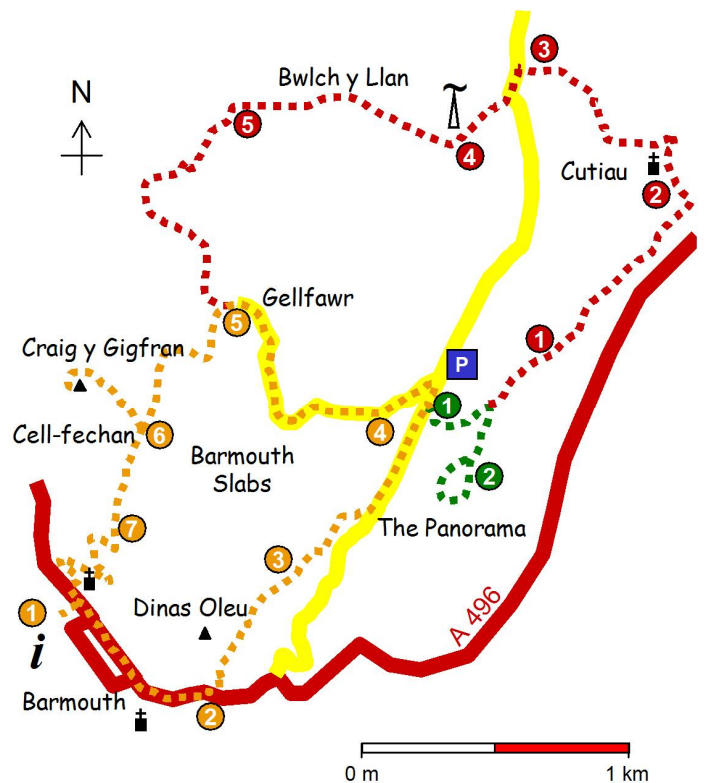 3
N
Bwlch y Llan
5
4
Cutiau
2
Gellfawr
5
1
Craig y Gigfran
P
1
4
6
Cell-fechan
Barmouth
Slabs
2
The Panorama
7
3
A 496
Dinas Oleu
1
i
Barmouth
2
0 m
1 km